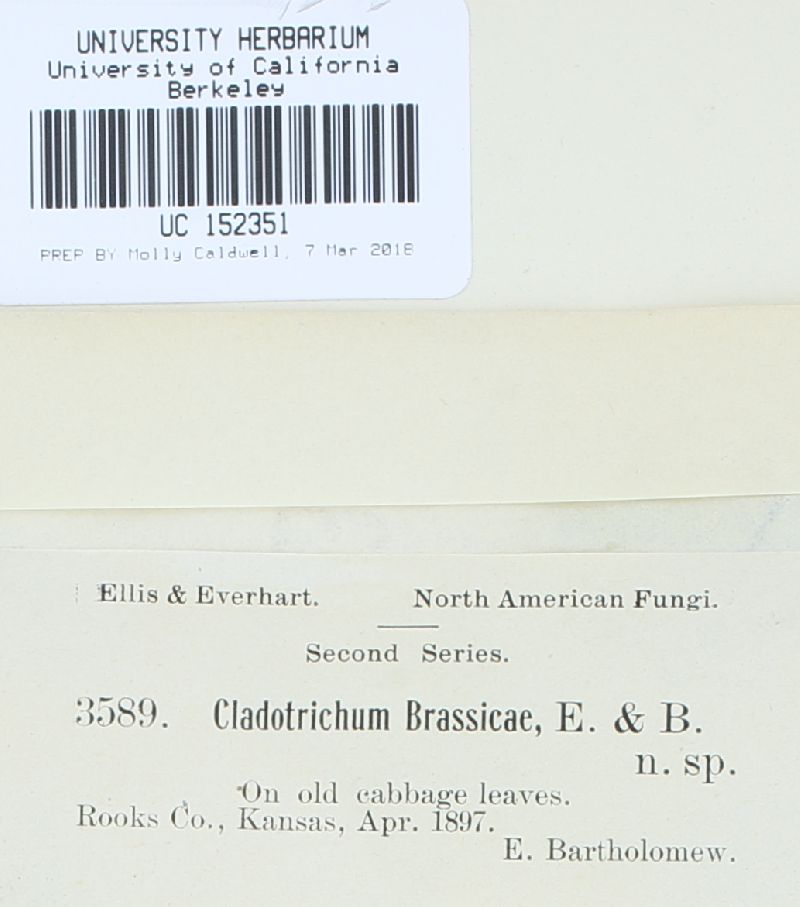 UNIVERSITY HERBARIUM
University of California
Berkeley
UC 152351
PREP BY Molly Caldwell, 7 Mar 2018
Ellis & Everhart. North American Fungi.
Second Series.
3589. Cladotrichum Brassicae, E. & B.
n. sp.
On old cabbage leaves.
Rooks Co., Kansas, Apr. 1897.
E. Bartholomew.